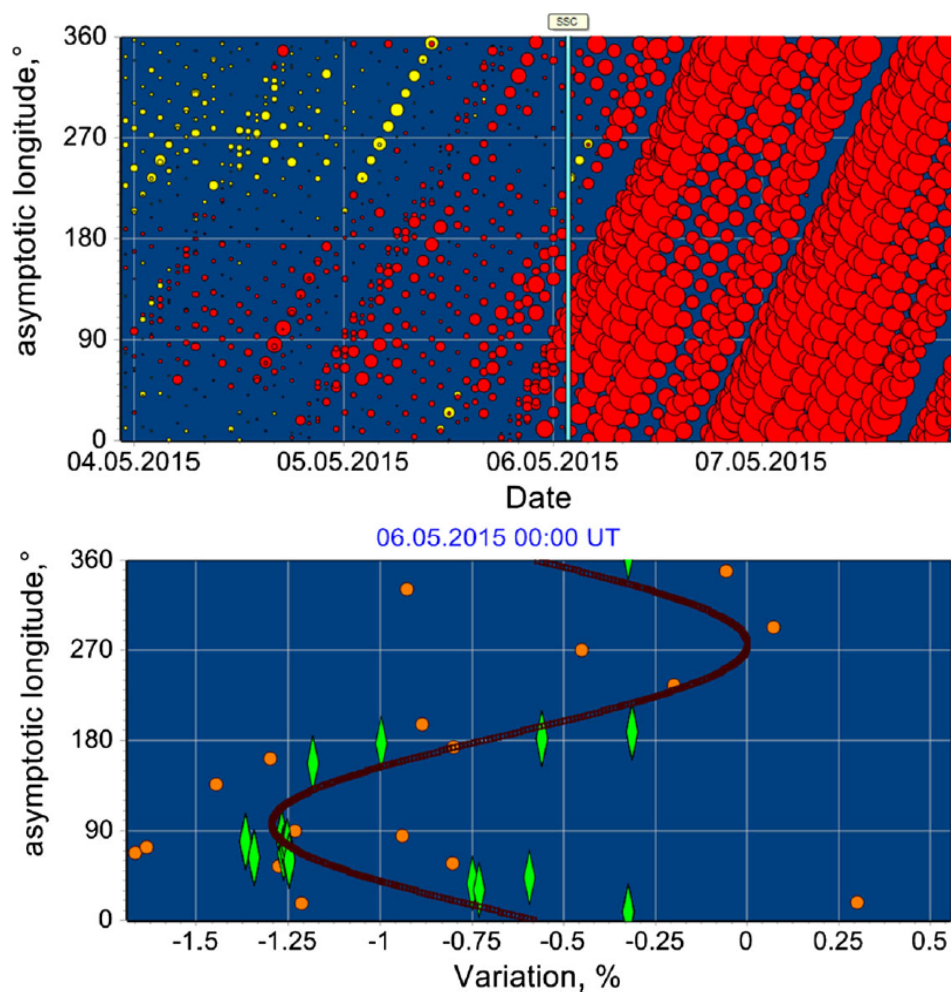 SSC
asymptotic longitude,°
360
270
180
90
0
04.05.2015 05.05.2015 06.05.2015 07.05.2015
Date
06.05.2015 00:00 UT
asymptotic longitude,°
360
270
180
90
0
-1.5 -1.25 -1 -0.75 -0.5 -0.25 0 0.25 0.5
Variation, %